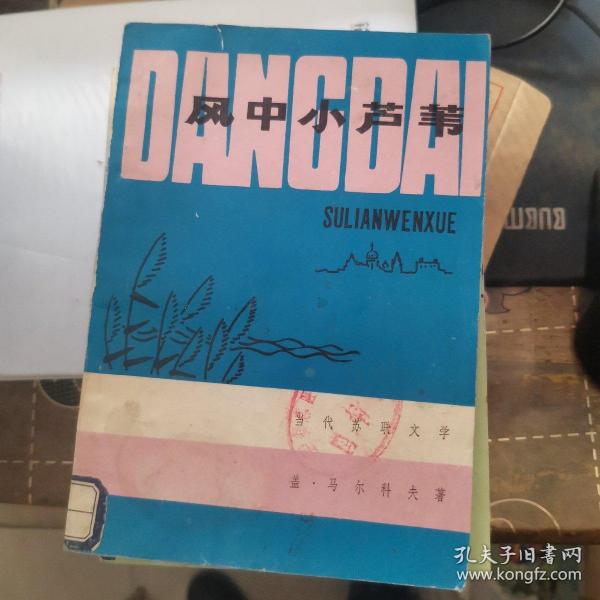 DANGDAI
风中小芦苇
SULIANWENXUE
当代苏联文学
盖·马尔科夫著
孔夫子旧书网
www.kongfz.com